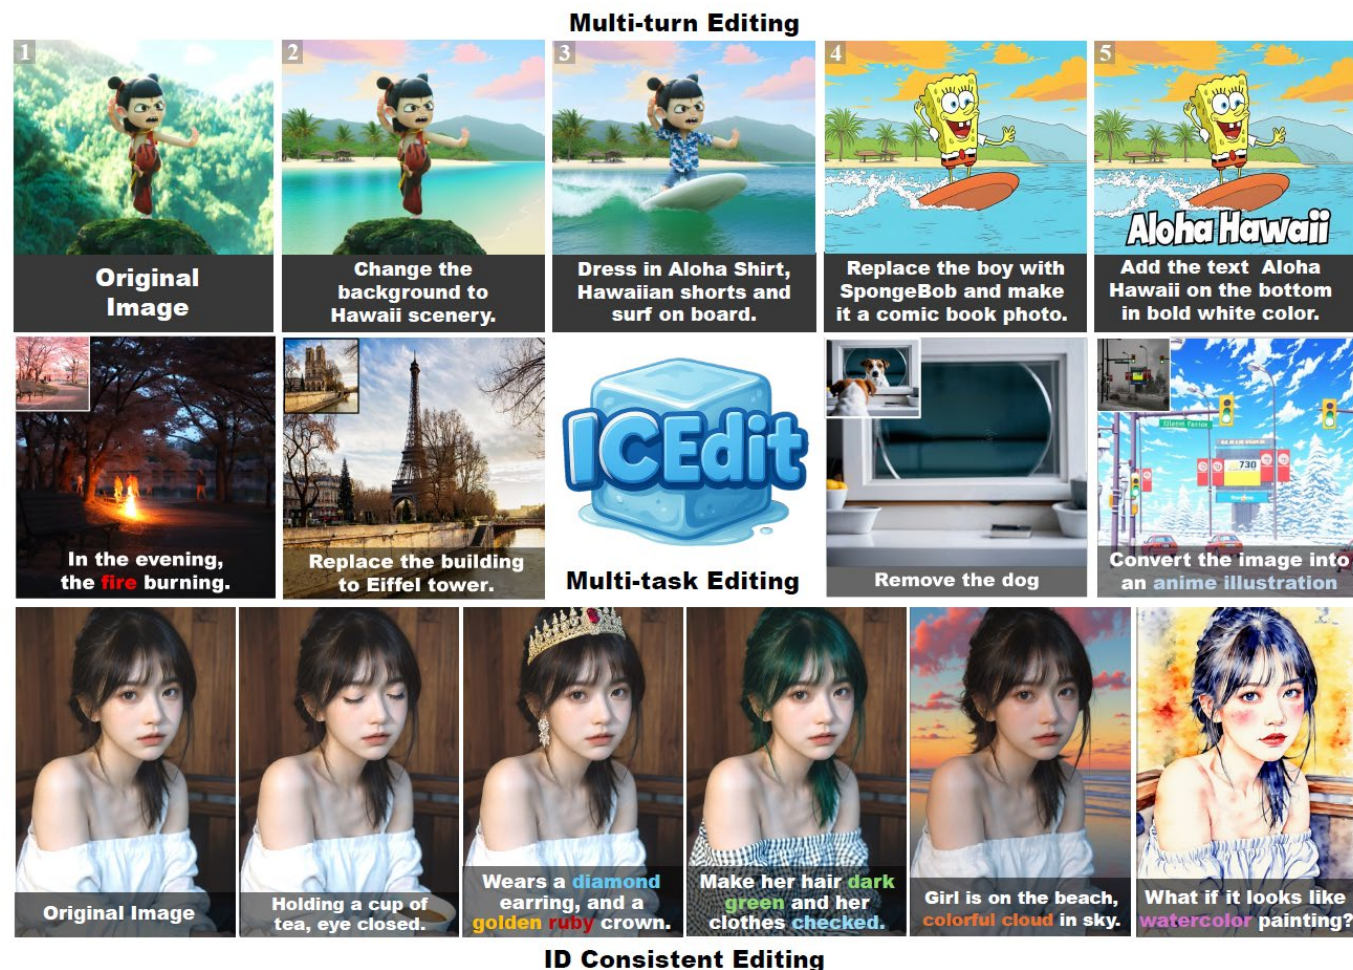 Multi-turn Editing
1
2
3
4
5
Aloha Hawaii
Original
Image
Change the
background to
Hawaii scenery.
Dress in Aloha Shirt,
Hawaiian shorts and
surf on board.
Replace the boy with
SpongeBob and make
it a comic book photo.
Add the text Aloha
Hawaii on the bottom
in bold white color.
In the evening,
the fire burning.
Replace the building
to Eiffel tower.
ICEdit
Multi-task Editing
Remove the dog
730
Convert the image into
an anime illustration
Original Image
Holding a cup of
tea, eye closed.
Wears a diamond
earring, and a
golden ruby crown.
Make her hair dark
green and her
clothes checked.
Girl is on the beach,
colorful cloud in sky.
What if it looks like
watercolor painting?
ID Consistent Editing